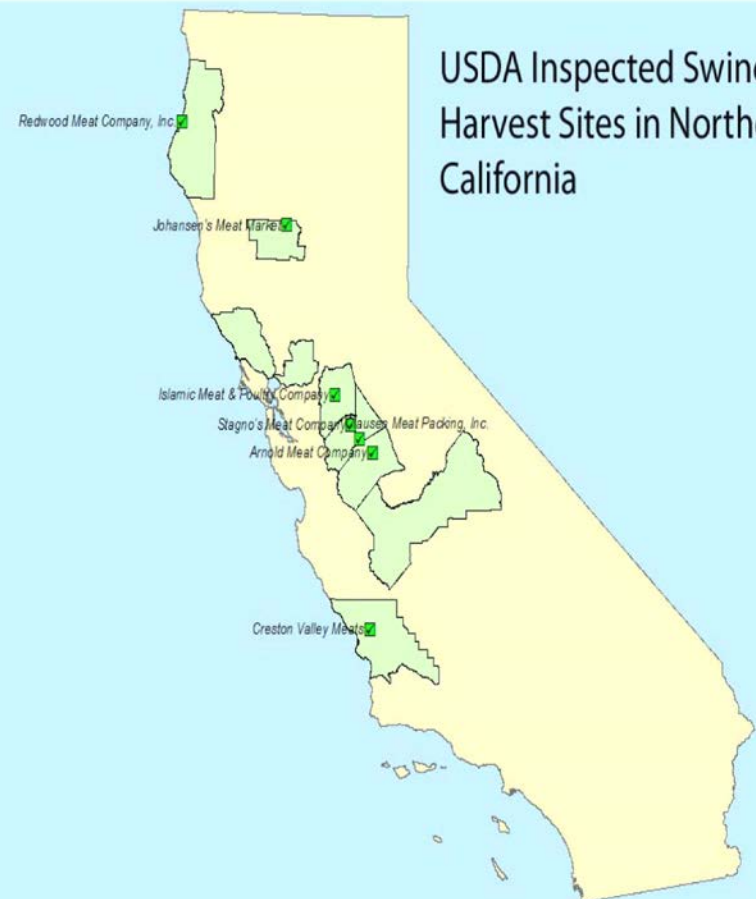 USDA Inspected Swine
Harvest Sites in North
California
Redwood Meat Company, Inc.
Johansen's Meat Market
Islamic Meat & Poultry Company
Stagno's Meat Company
lausen Meat Packing, Inc.
Arnold Meat Company
Creston Valley Meats